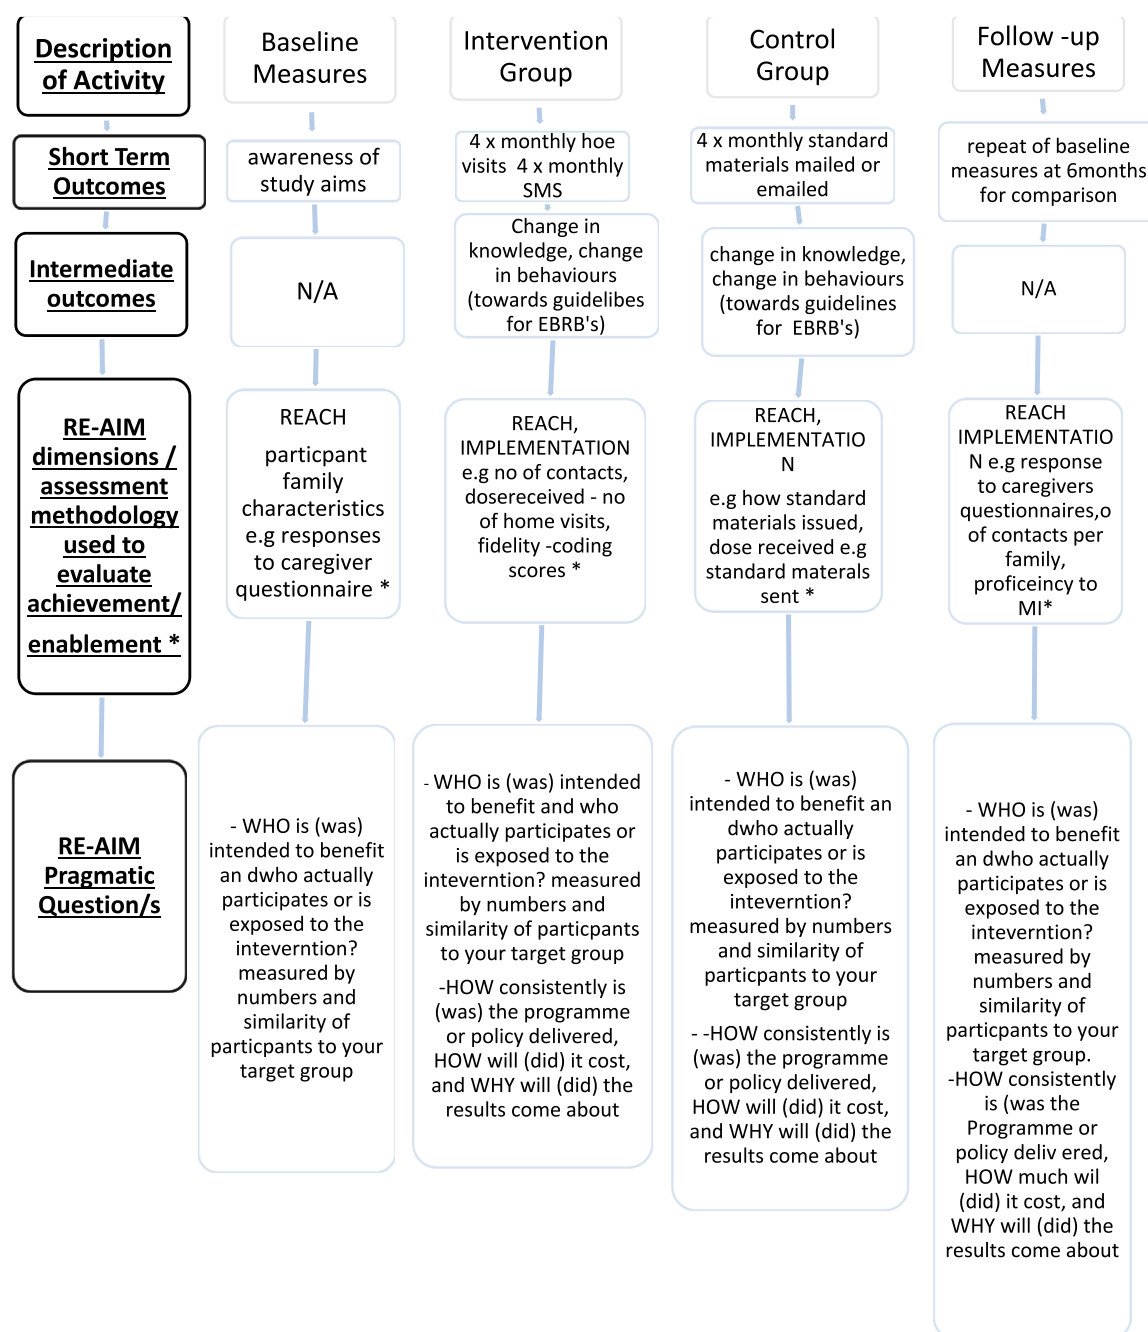 Description
of Activity
Short Term
Outcomes
Intermediate
outcomes
RE-AIM
dimensions /
assessment
methodology
used to
evaluate
achievement/
enablement *
RE-AIM
Pragmatic
Question/s
Baseline
Measures
awareness of
study aims
N/A
REACH
particpant
family
characteristics
e.g responses
to caregiver
questionnaire *
- WHO is (was)
intended to benefit
an dwho actually
participates or is
exposed to the
inteverntion?
measured by
numbers and
similarity of
particpants to your
target group
Intervention
Group
4 x monthly hoe
visits 4 x monthly
SMS
Change in
knowledge, change
in behaviours
(towards guidelibes
for EBRB's)
REACH,
IMPLEMENTATION
e.g no of contacts,
dosereceived - no
of home visits,
fidelity -coding
scores *
- WHO is (was) intended
to benefit and who
actually participates or
is exposed to the
inteverntion? measured
by numbers and
similarity of particpants
to your target group
-HOW consistently is
(was) the programme
or policy delivered,
HOW will (did) it cost,
and WHY will (did) the
results come about
Control
Group
4 x monthly standard
materials mailed or
emailed
change in knowledge,
change in behaviours
(towards guidelines
for EBRB's)
REACH,
IMPLEMENTATIO
N
e.g how standard
materials issued,
dose received e.g
standard materals
sent *
- WHO is (was)
intended to benefit an
dwho actually
participates or is
exposed to the
inteverntion?
measured by numbers
and similarity of
particpants to your
target group
- -HOW consistently is
(was) the programme
or policy delivered,
HOW will (did) it cost,
and WHY will (did) the
results come about
Follow -up
Measures
repeat of baseline
measures at 6months
for comparison
N/A
REACH
IMPLEMENTATIO
N e.g response
to caregivers
questionnaires,o
of contacts per
family,
proficeincy to
MI*
- WHO is (was)
intended to benefit
an dwho actually
participates or is
exposed to the
inteverntion?
measured by
numbers and
similarity of
particpants to your
target group.
-HOW consistently
is (was the
Programme or
policy deliv ered,
HOW much wil
(did) it cost, and
WHY will (did) the
results come about